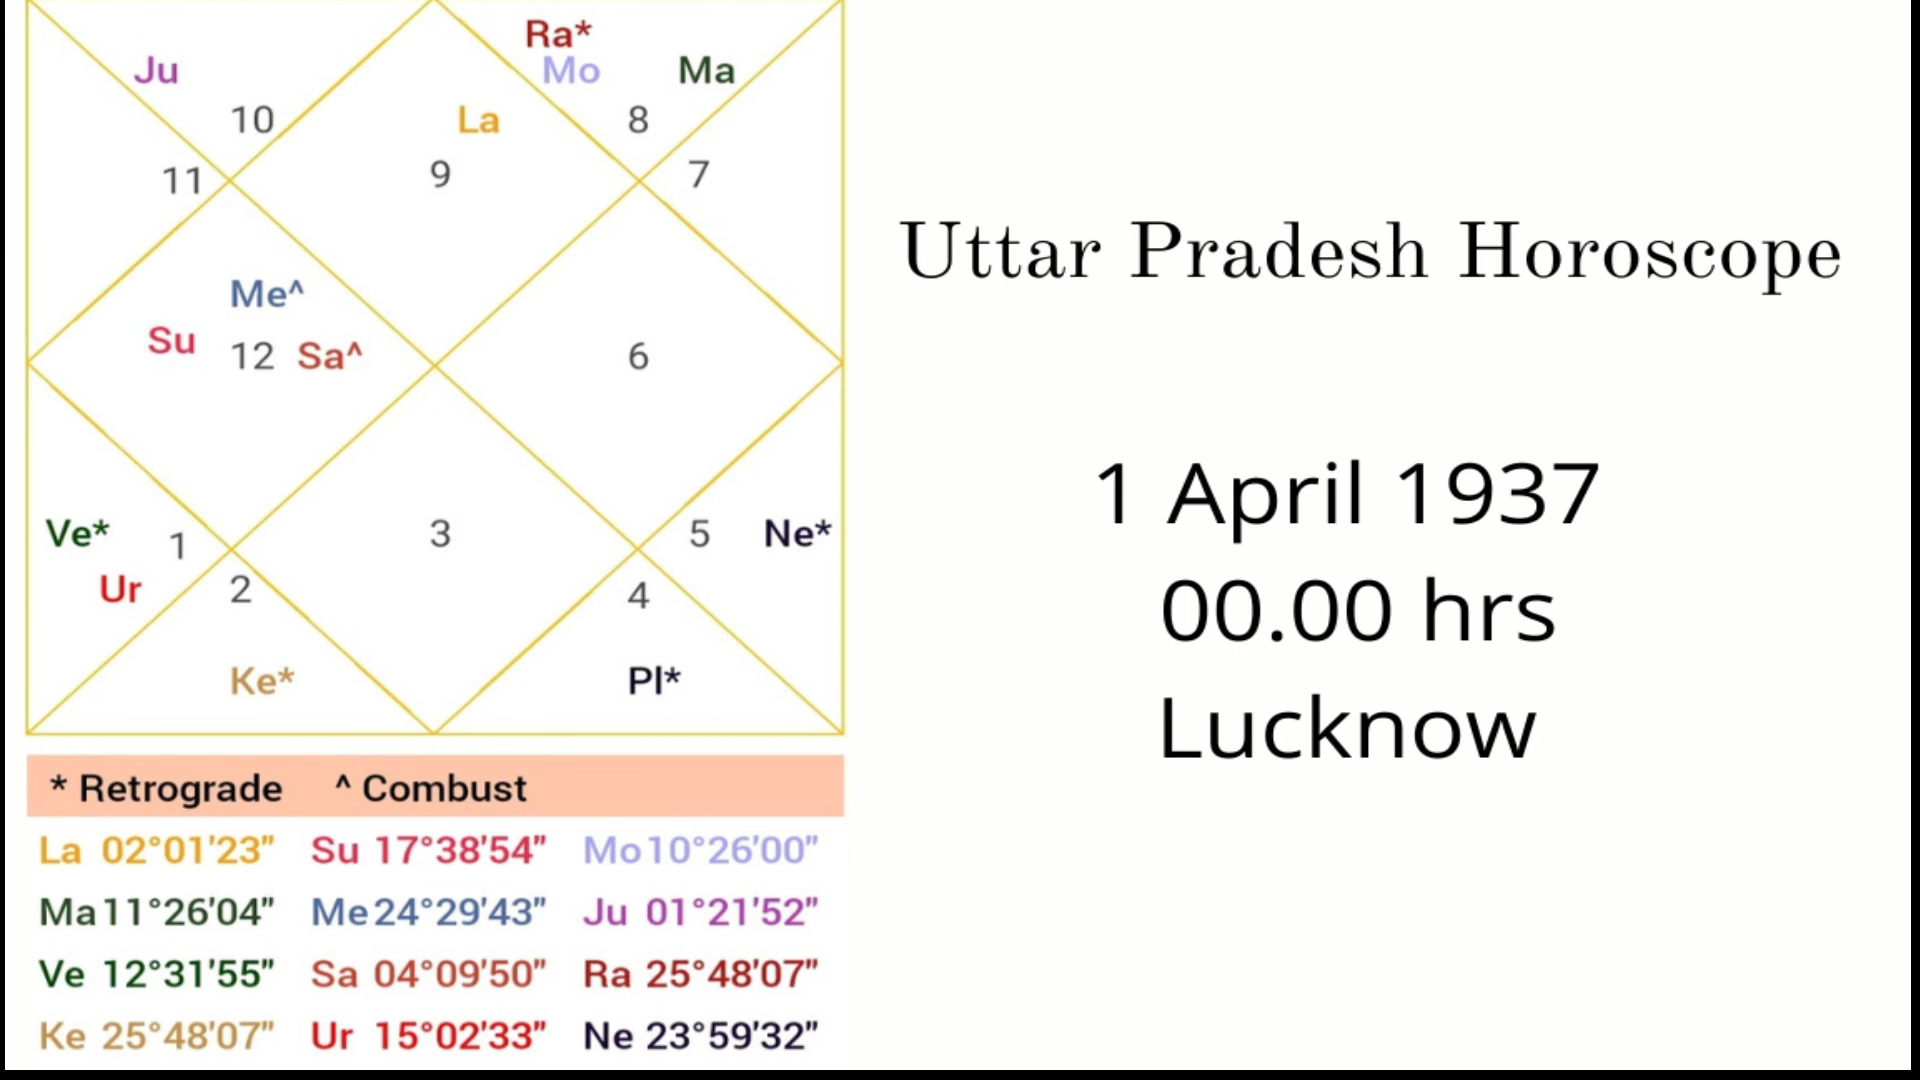 Ra*
Ju Mo Ma
10 La 8
11 9 7
Me^
Su 12 Sa^ 6
Ve* 1 3 5 Ne*
Ur 2 4
Ke* Pl*
* Retrograde ^ Combust
La 02°01'23" Su 17°38'54" Mo 10°26'00"
Ma 11°26'04" Me 24°29'43" Ju 01°21'52"
Ve 12°31'55" Sa 04°09'50" Ra 25°48'07"
Ke 25°48'07" Ur 15°02'33" Ne 23°59'32"
Uttar Pradesh Horoscope
1 April 1937
00.00 hrs
Lucknow